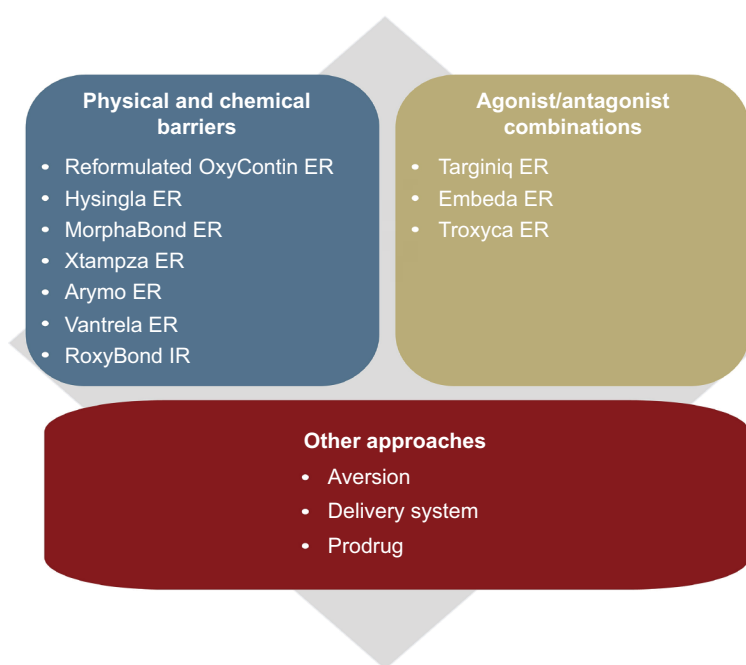 Physical and chemical
barriers
• Reformulated OxyContin ER
• Hysingla ER
• MorphaBond ER
• Xtampza ER
• Arymo ER
• Vantrela ER
• RoxyBond IR
Agonist/antagonist
combinations
• Targiniq ER
• Embeda ER
• Troxyca ER
Other approaches
• Aversion
• Delivery system
• Prodrug